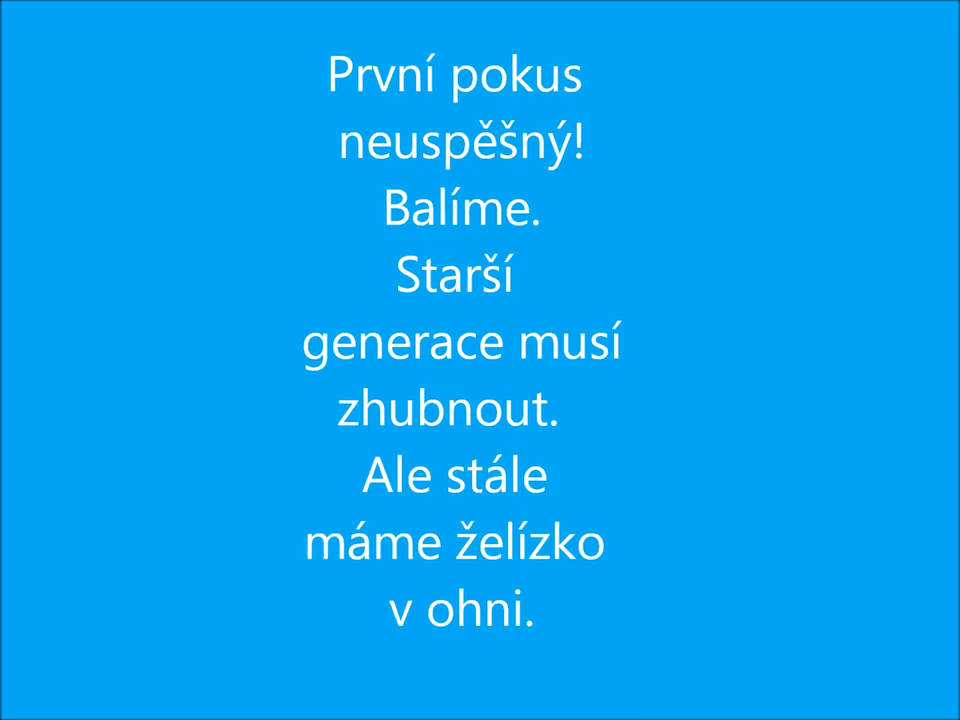 První pokus
neuspěšný!
Balíme.
Starší
generace musí
zhubnout.
Ale stále
máme želízko
v ohni.